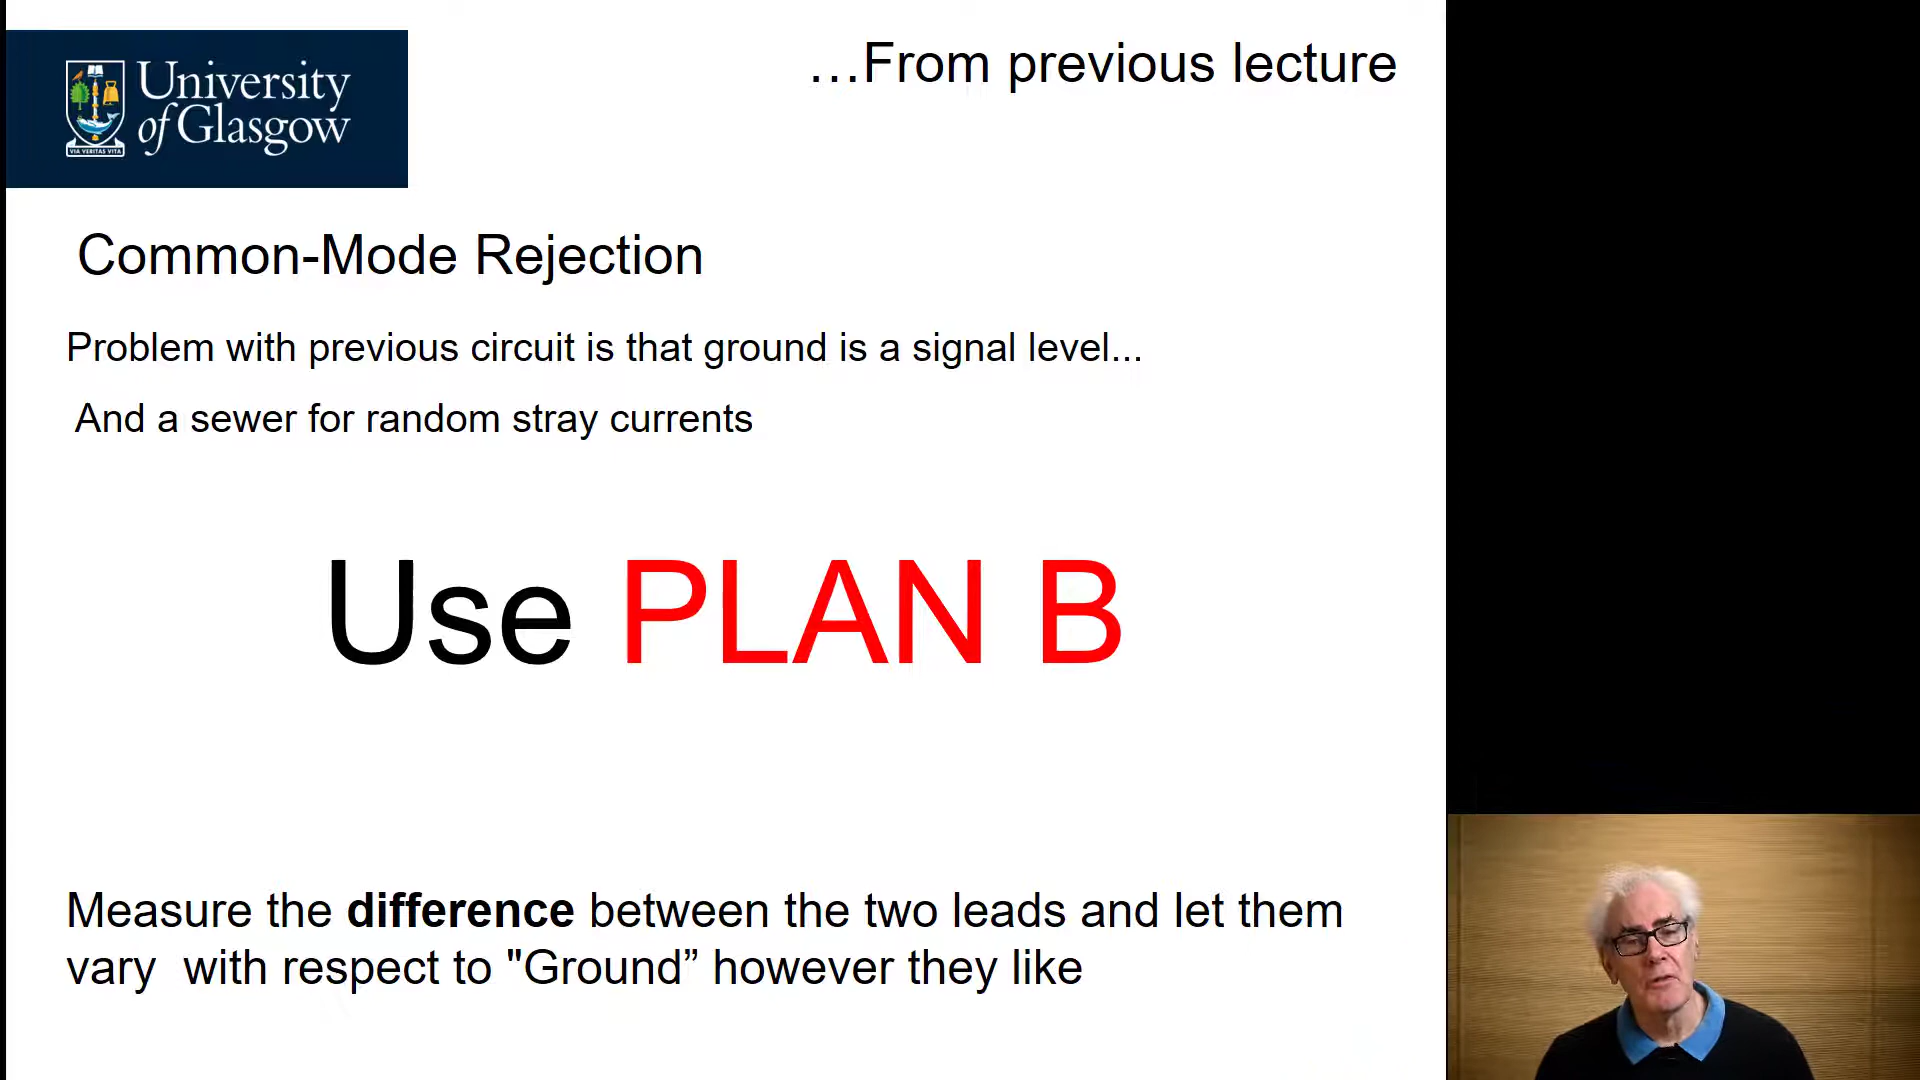 University
of Glasgow
VIA VERITAS VITA
…From previous lecture
Common-Mode Rejection
Problem with previous circuit is that ground is a signal level...
And a sewer for random stray currents
Use PLAN B
Measure the difference between the two leads and let them
vary  with respect to "Ground” however they like